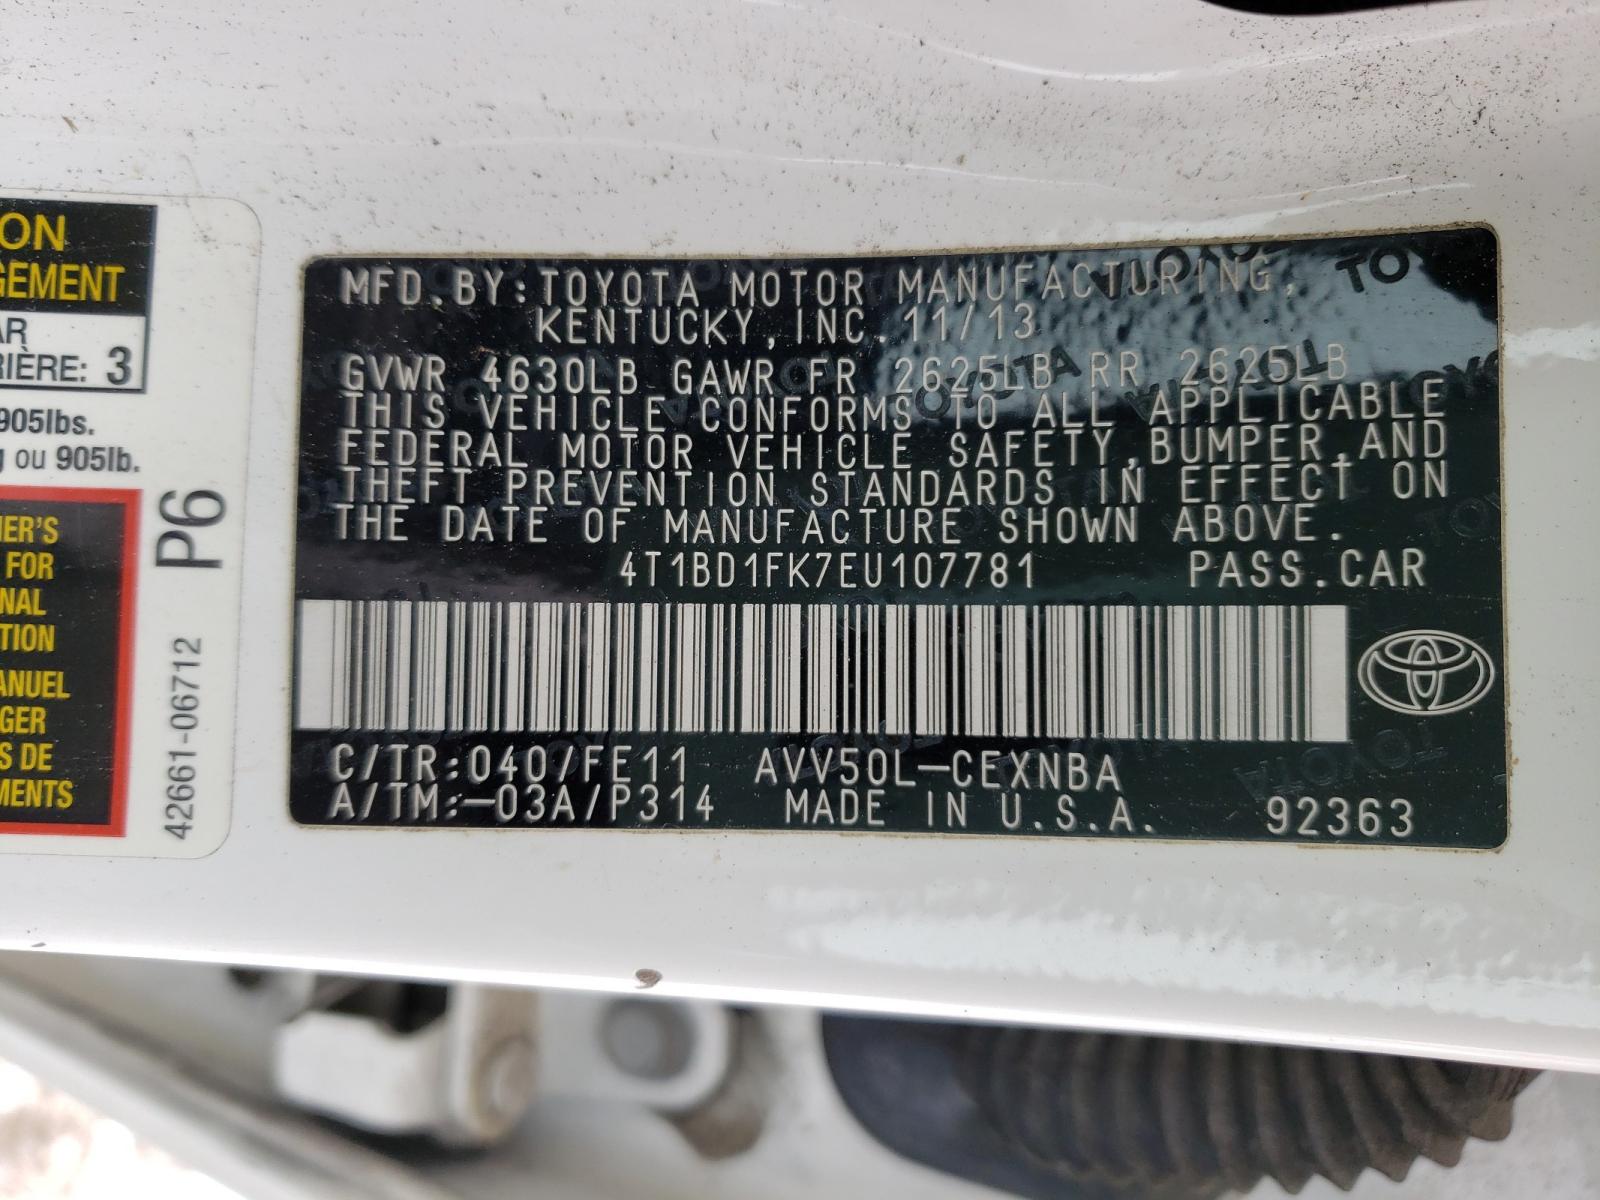 ON
GEMENT
AR
RIÈRE: 3
905lbs.
ou 905lb.
P6
42661-06712
ER'S
FOR
NAL
TION
ANUEL
GER
S DE
MENTS
MFD.BY:TOYOTA MOTOR MANUFACTURING,
KENTUCKY,INC.11/13
GVWR 4630LB GAWR FR 2625LB RR 2625LB
THIS VEHICLE CONFORMS TO ALL APPLICABLE
FEDERAL MOTOR VEHICLE SAFETY,BUMPER,AND
THEFT PREVENTION STANDARDS IN EFFECT ON
THE DATE OF MANUFACTURE SHOWN ABOVE.
4T1BD1FK7EU107781 PASS.CAR
C/TR:040/FE11 AVV50L-CEXNBA
A/TM:-03A/P314 MADE IN U.S.A. 92363